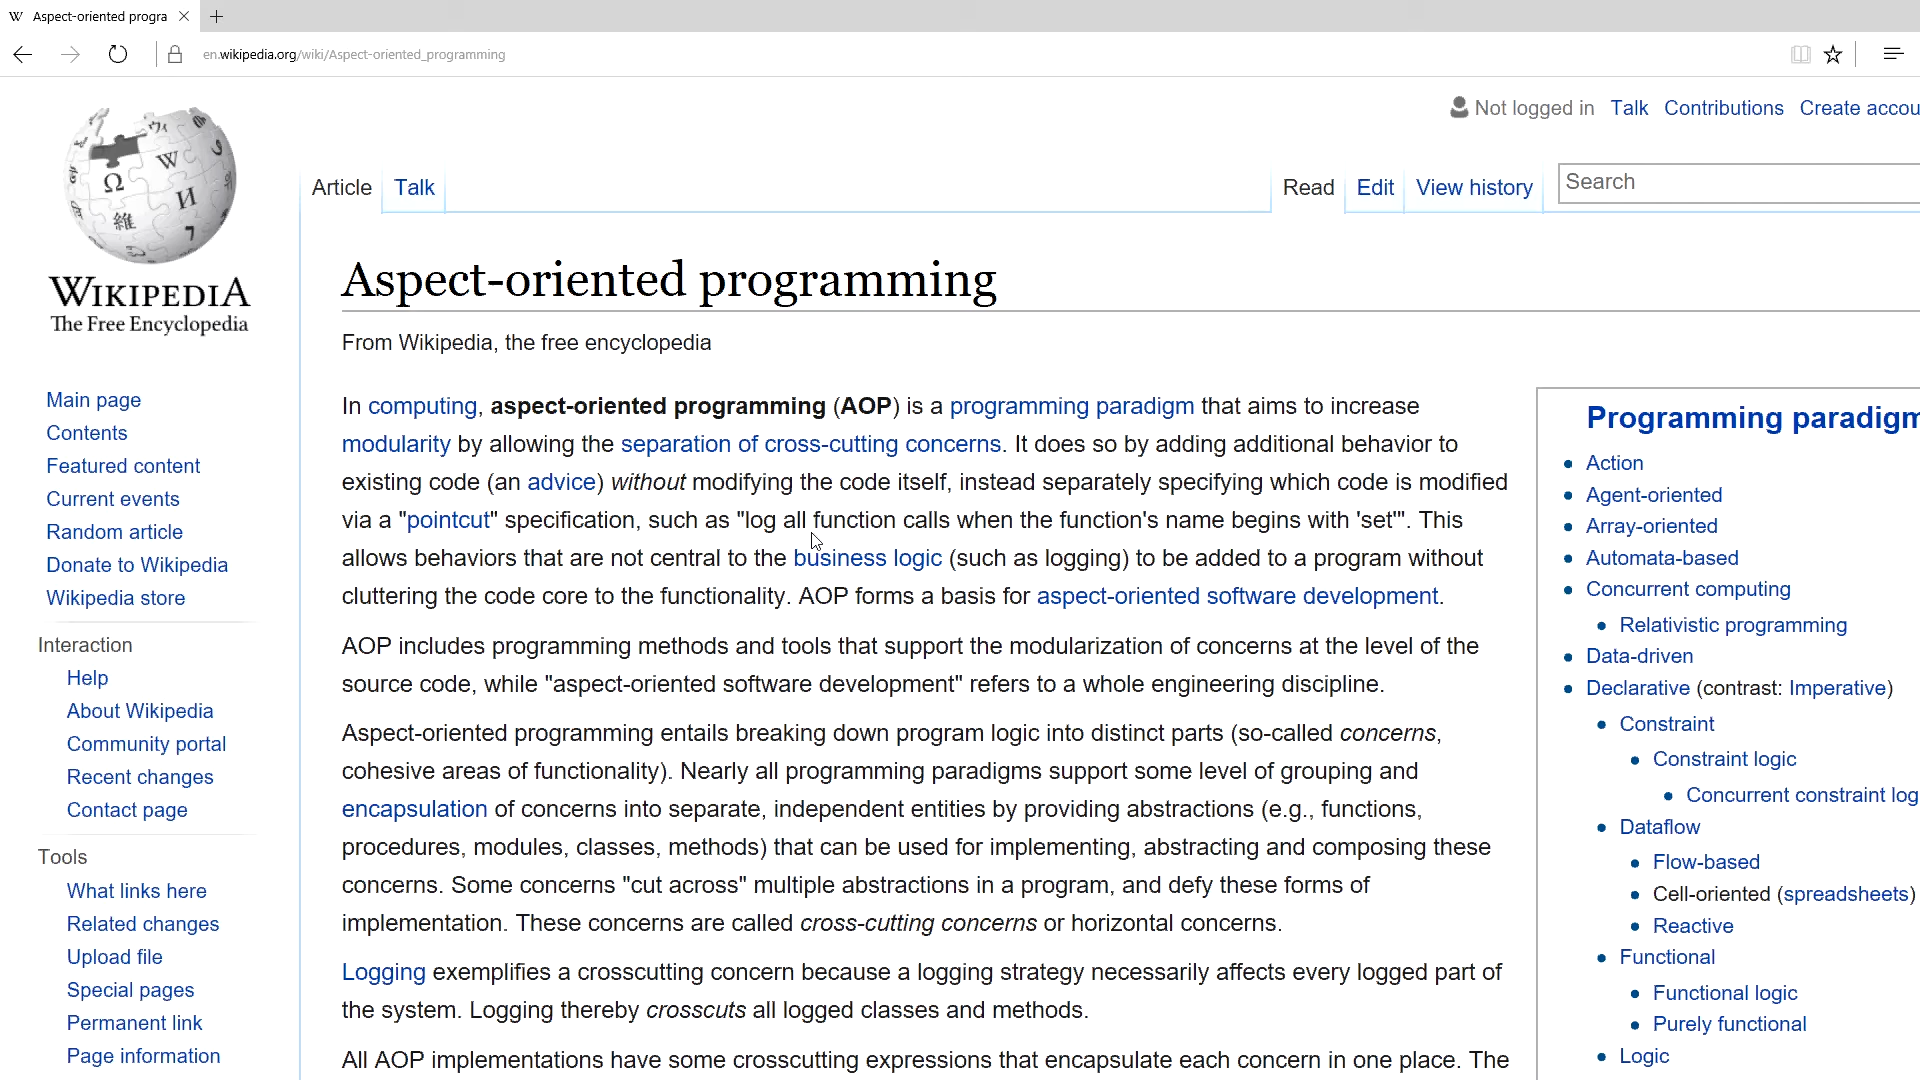 Aspect-oriented progra
en.wikipedia.org/wiki/Aspect-oriented_programming
Not logged in Talk Contributions Create accou
Article Talk Read Edit View history Search
WIKIPEDIA
The Free Encyclopedia
Main page
Contents
Featured content
Current events
Random article
Donate to Wikipedia
Wikipedia store
Interaction
Help
About Wikipedia
Community portal
Recent changes
Contact page
Tools
What links here
Related changes
Upload file
Special pages
Permanent link
Page information
Aspect-oriented programming
From Wikipedia, the free encyclopedia
In computing, aspect-oriented programming (AOP) is a programming paradigm that aims to increase
modularity by allowing the separation of cross-cutting concerns. It does so by adding additional behavior to
existing code (an advice) without modifying the code itself, instead separately specifying which code is modified
via a "pointcut" specification, such as "log all function calls when the function's name begins with 'set'". This
allows behaviors that are not central to the business logic (such as logging) to be added to a program without
cluttering the code core to the functionality. AOP forms a basis for aspect-oriented software development.
AOP includes programming methods and tools that support the modularization of concerns at the level of the
source code, while "aspect-oriented software development" refers to a whole engineering discipline.
Aspect-oriented programming entails breaking down program logic into distinct parts (so-called concerns,
cohesive areas of functionality). Nearly all programming paradigms support some level of grouping and
encapsulation of concerns into separate, independent entities by providing abstractions (e.g., functions,
procedures, modules, classes, methods) that can be used for implementing, abstracting and composing these
concerns. Some concerns "cut across" multiple abstractions in a program, and defy these forms of
implementation. These concerns are called cross-cutting concerns or horizontal concerns.
Logging exemplifies a crosscutting concern because a logging strategy necessarily affects every logged part of
the system. Logging thereby crosscuts all logged classes and methods.
All AOP implementations have some crosscutting expressions that encapsulate each concern in one place. The
Programming paradigm
Action
Agent-oriented
Array-oriented
Automata-based
Concurrent computing
Relativistic programming
Data-driven
Declarative (contrast: Imperative)
Constraint
Constraint logic
Concurrent constraint log
Dataflow
Flow-based
Cell-oriented (spreadsheets)
Reactive
Functional
Functional logic
Purely functional
Logic